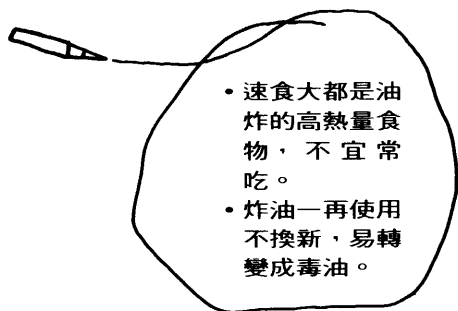 •速食大都是油
炸的高熱量食
物，不宜常
吃。
•炸油一再使用
不換新，易轉
變成毒油。